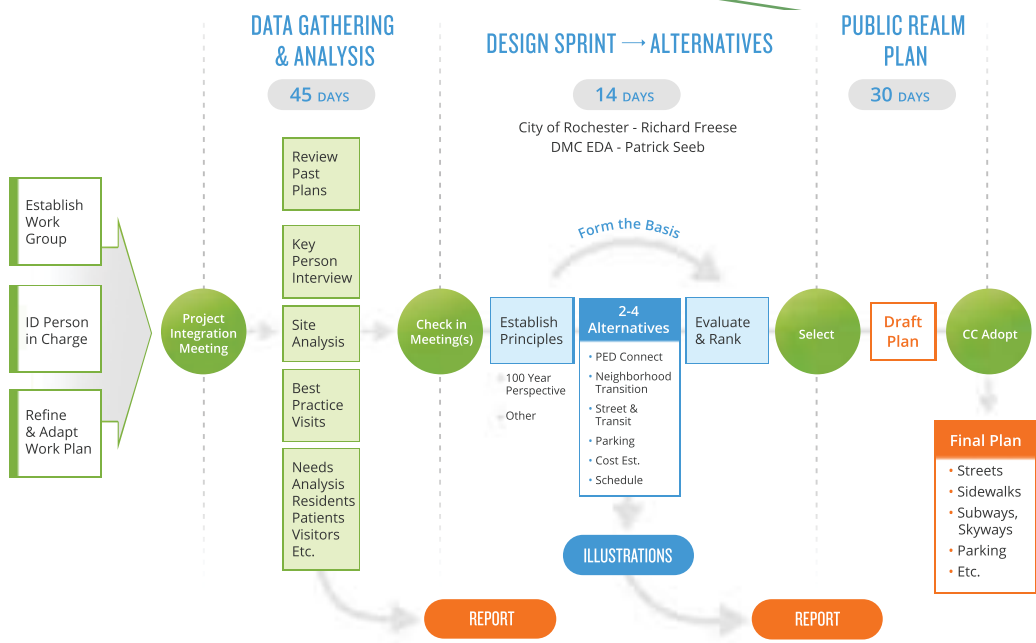 DATA GATHERING
& ANALYSIS
45 DAYS
DESIGN SPRINT → ALTERNATIVES
14 DAYS
City of Rochester - Richard Freese
DMC EDA - Patrick Seeb
PUBLIC REALM
PLAN
30 DAYS
Establish
Work
Group
ID Person
in Charge
Refine
& Adapt
Work Plan
Project
Integration
Meeting
Review
Past
Plans
Key
Person
Interview
Site
Analysis
Best
Practice
Visits
Needs
Analysis
Residents
Patients
Visitors
Etc.
REPORT
Check in
Meeting(s)
Form the Basis
Establish
Principles
100 Year
Perspective
Other
2-4
Alternatives
• PED Connect
• Neighborhood
Transition
• Street &
Transit
• Parking
• Cost Est.
• Schedule
Evaluate
& Rank
ILLUSTRATIONS
REPORT
Select
Draft
Plan
CC Adopt
Final Plan
• Streets
• Sidewalks
• Subways,
Skyways
• Parking
• Etc.